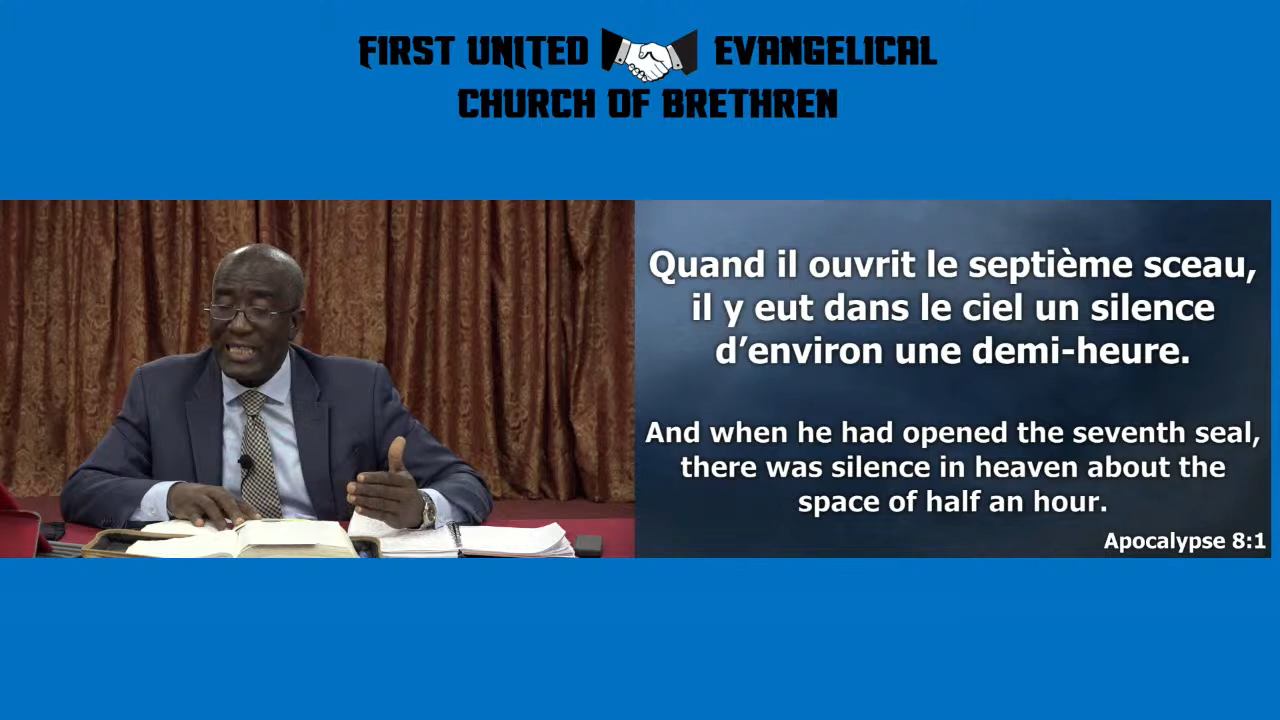 FIRST UNITED EVANGELICAL
CHURCH OF BRETHREN
Quand il ouvrit le septième sceau,
il y eut dans le ciel un silence
d’environ une demi-heure.
And when he had opened the seventh seal,
there was silence in heaven about the
space of half an hour.
Apocalypse 8:1